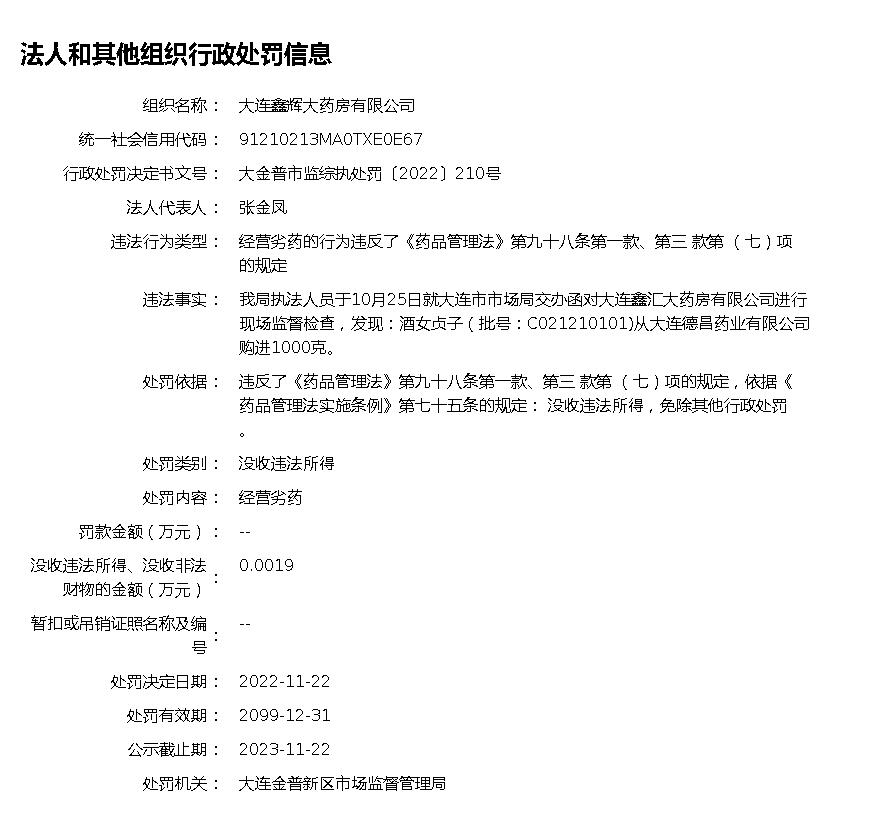 法人和其他组织行政处罚信息
组织名称： 大连鑫辉大药房有限公司
统一社会信用代码： 91210213MA0TXE0E67
行政处罚决定书文号： 大金普市监综执处罚〔2022〕210号
法人代表人： 张金凤
违法行为类型： 经营劣药的行为违反了《药品管理法》第九十八条第一款、第三 款第 （七）项
的规定
违法事实： 我局执法人员于10月25日就大连市市场局交办函对大连鑫汇大药房有限公司进行
现场监督检查，发现：酒女贞子（批号：C021210101)从大连德昌药业有限公司
购进1000克。
处罚依据： 违反了《药品管理法》第九十八条第一款、第三 款第 （七）项的规定，依据《
药品管理法实施条例》第七十五条的规定： 没收违法所得，免除其他行政处罚
。
处罚类别： 没收违法所得
处罚内容： 经营劣药
罚款金额（万元）： --
没收违法所得、没收非法
财物的金额（万元）： 0.0019
暂扣或吊销证照名称及编
号： --
处罚决定日期： 2022-11-22
处罚有效期： 2099-12-31
公示截止期： 2023-11-22
处罚机关： 大连金普新区市场监督管理局